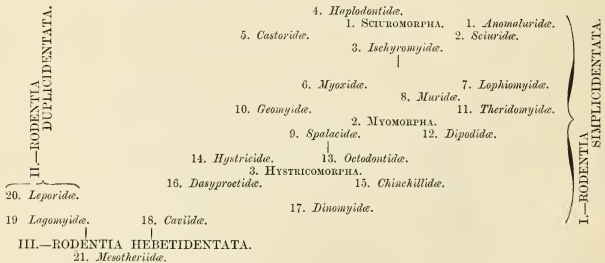 4. Haplodontidæ.
1. SCIUROMORPHA. 1. Anomaluridæ.
5. Castoridæ. 2. Sciuridæ.
3. Ischyromyidæ.
6. Myoxidæ. 7. Lophiomyidæ.
8. Muridæ.
10. Geomyidæ. 11. Theridomyidæ.
2. MYOMORPHA.
9. Spalacidæ. 12. Dipodidæ.
14. Hystricidæ. 13. Octodontidæ.
3. HYSTRICOMORPHA.
16. Dasyproctidæ. 15. Chinchillidæ.
17. Dinomyidæ.
II.—RODENTIA
DUPLICIDENTATA.
20. Leporidæ.
19 Lagomyidæ. 18. Caviidæ.
III.—RODENTIA HEBETIDENTATA.
21. Mesotheriidæ.
I.—RODENTIA
SIMPLICIDENTATA.